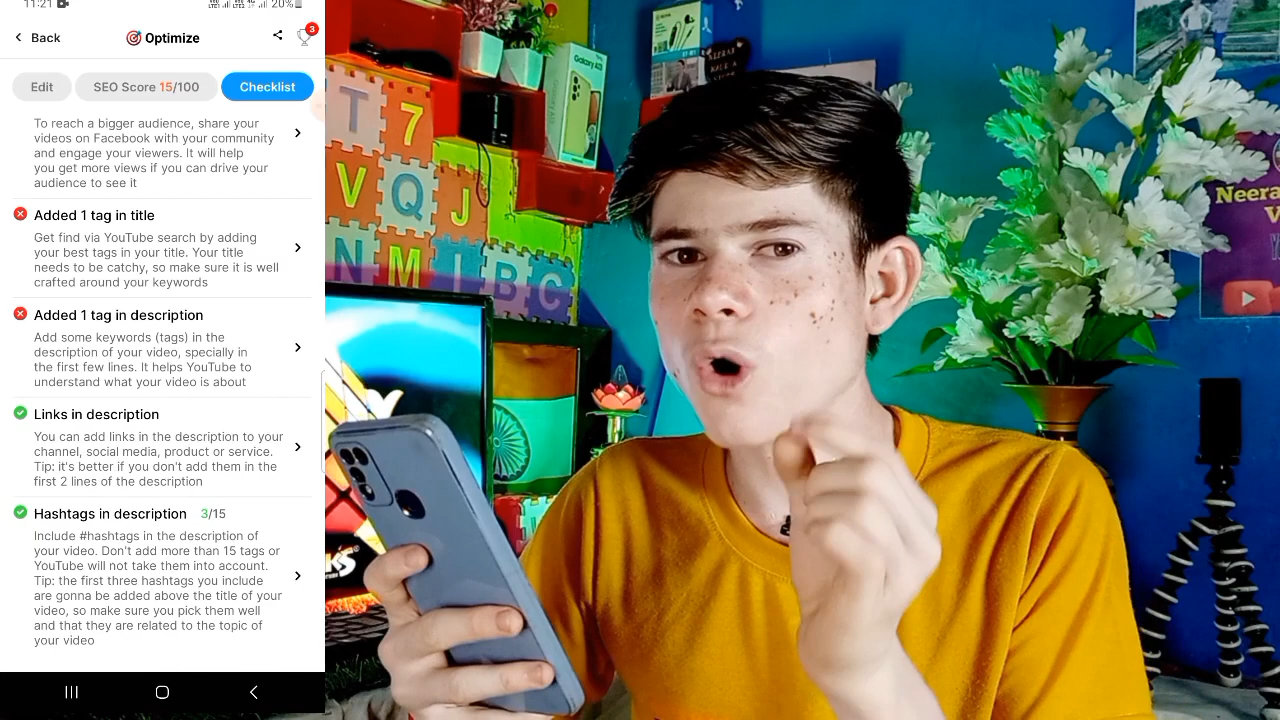 11:21
20%
Back
Optimize
3
Edit
SEO Score 15/100
Checklist
To reach a bigger audience, share your
videos on Facebook with your community
and engage your viewers. It will help
you get more views if you can drive your
audience to see it
Added 1 tag in title
Get find via YouTube search by adding
your best tags in your title. Your title
needs to be catchy, so make sure it is well
crafted around your keywords
Added 1 tag in description
Add some keywords (tags) in the
description of your video, specially in
the first few lines. It helps YouTube to
understand what your video is about
Links in description
You can add links in the description to your
channel, social media, product or service.
Tip: it's better if you don't add them in the
first 2 lines of the description
Hashtags in description 3/15
Include #hashtags in the description of
your video. Don't add more than 15 tags or
YouTube will not take them into account.
Tip: the first three hashtags you include
are gonna be added above the title of your
video, so make sure you pick them well
and that they are related to the topic of
your video
T 7
V Q J
N M I B C
Galaxy A13
Neera
V